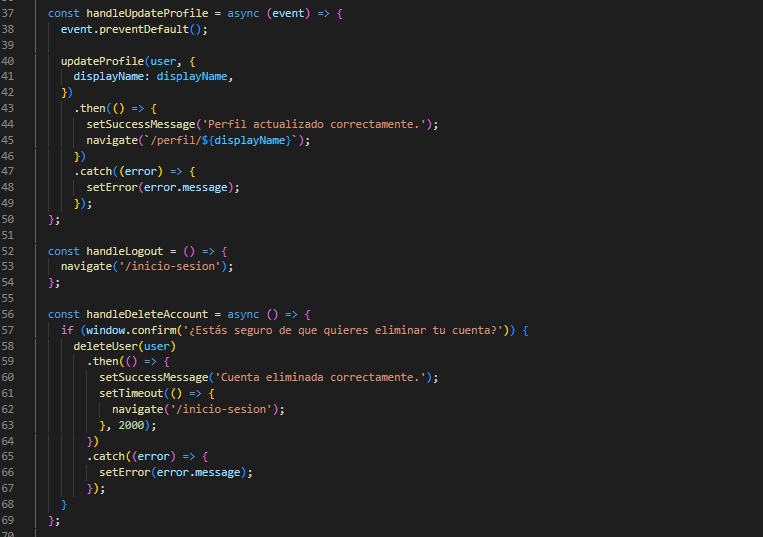 37 const handleUpdateProfile = async (event) => {
38 event.preventDefault();
39
40 updateProfile(user, {
41 displayName: displayName,
42 })
43 .then(() => {
44 setSuccessMessage('Perfil actualizado correctamente.');
45 navigate(`/perfil/${displayName}`);
46 })
47 .catch((error) => {
48 setError(error.message);
49 });
50 };
51
52 const handleLogout = () => {
53 navigate('/inicio-sesion');
54 };
55
56 const handleDeleteAccount = async () => {
57 if (window.confirm('¿Estás seguro de que quieres eliminar tu cuenta?')) {
58 deleteUser(user)
59 .then(() => {
60 setSuccessMessage('Cuenta eliminada correctamente.');
61 setTimeout(() => {
62 navigate('/inicio-sesion');
63 }, 2000);
64 })
65 .catch((error) => {
66 setError(error.message);
67 });
68 }
69 };
70